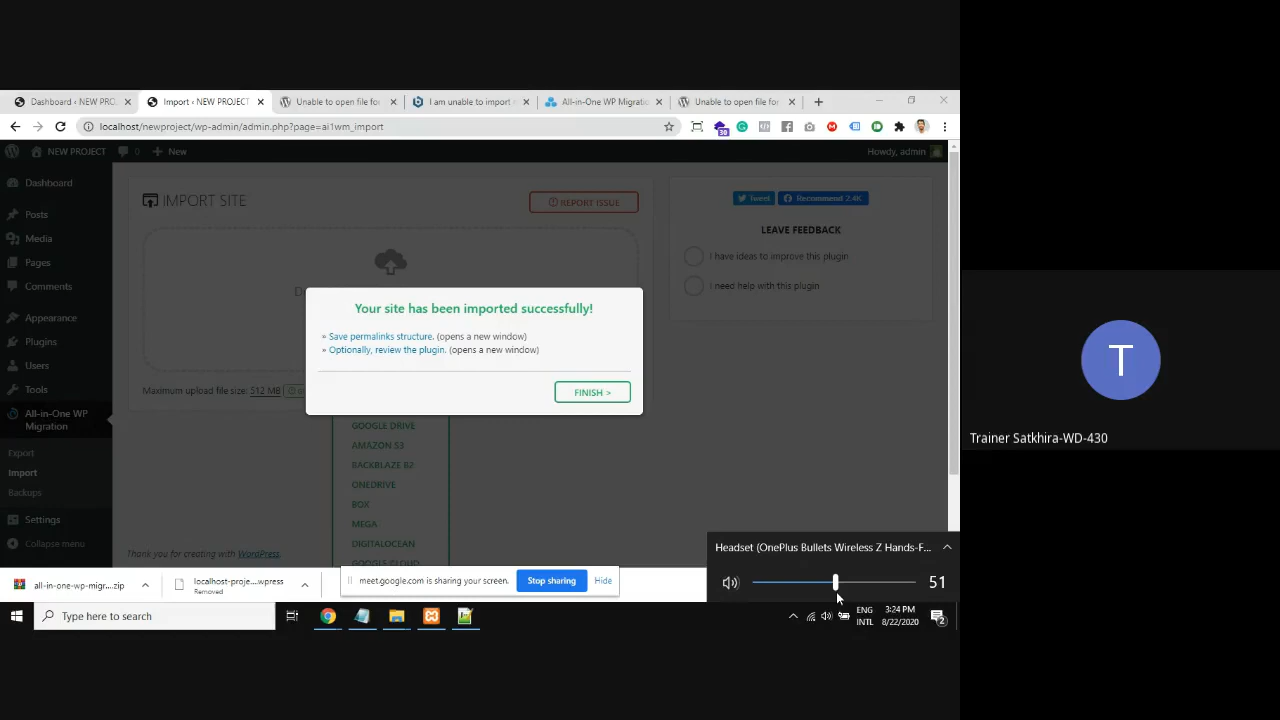 Dashboard ‹ NEW PRO.
Import ‹ NEW PROJECT
Unable to open file for
I am unable to import
All-in-One WP Migratio
Unable to open file for
localhost/newproject/wp-admin/admin.php?page=ai1wm_import
30
NEW PROJECT
0
New
Howdy, admin
Dashboard
Posts
Media
Pages
Comments
Appearance
Plugins
Users
Tools
All-in-One WP
Migration
Export
Import
Backups
Settings
Collapse menu
IMPORT SITE
REPORT ISSUE
Tweet
Recommend 2.4K
LEAVE FEEDBACK
I have ideas to improve this plugin
I need help with this plugin
D
Your site has been imported successfully!
» Save permalinks structure. (opens a new window)
» Optionally, review the plugin. (opens a new window)
FINISH >
Maximum upload file size: 512 MB
GOOGLE DRIVE
AMAZON S3
BACKBLAZE B2
ONEDRIVE
BOX
MEGA
DIGITALOCEAN
GOOGLE CLOUD
Thank you for creating with WordPress.
all-in-one-wp-migr....zip
localhost-proje....wpress
Removed
meet.google.com is sharing your screen.
Stop sharing
Hide
Headset (OnePlus Bullets Wireless Z Hands-F...
51
Type here to search
ENG
INTL
3:24 PM
8/22/2020
2
T
Trainer Satkhira-WD-430